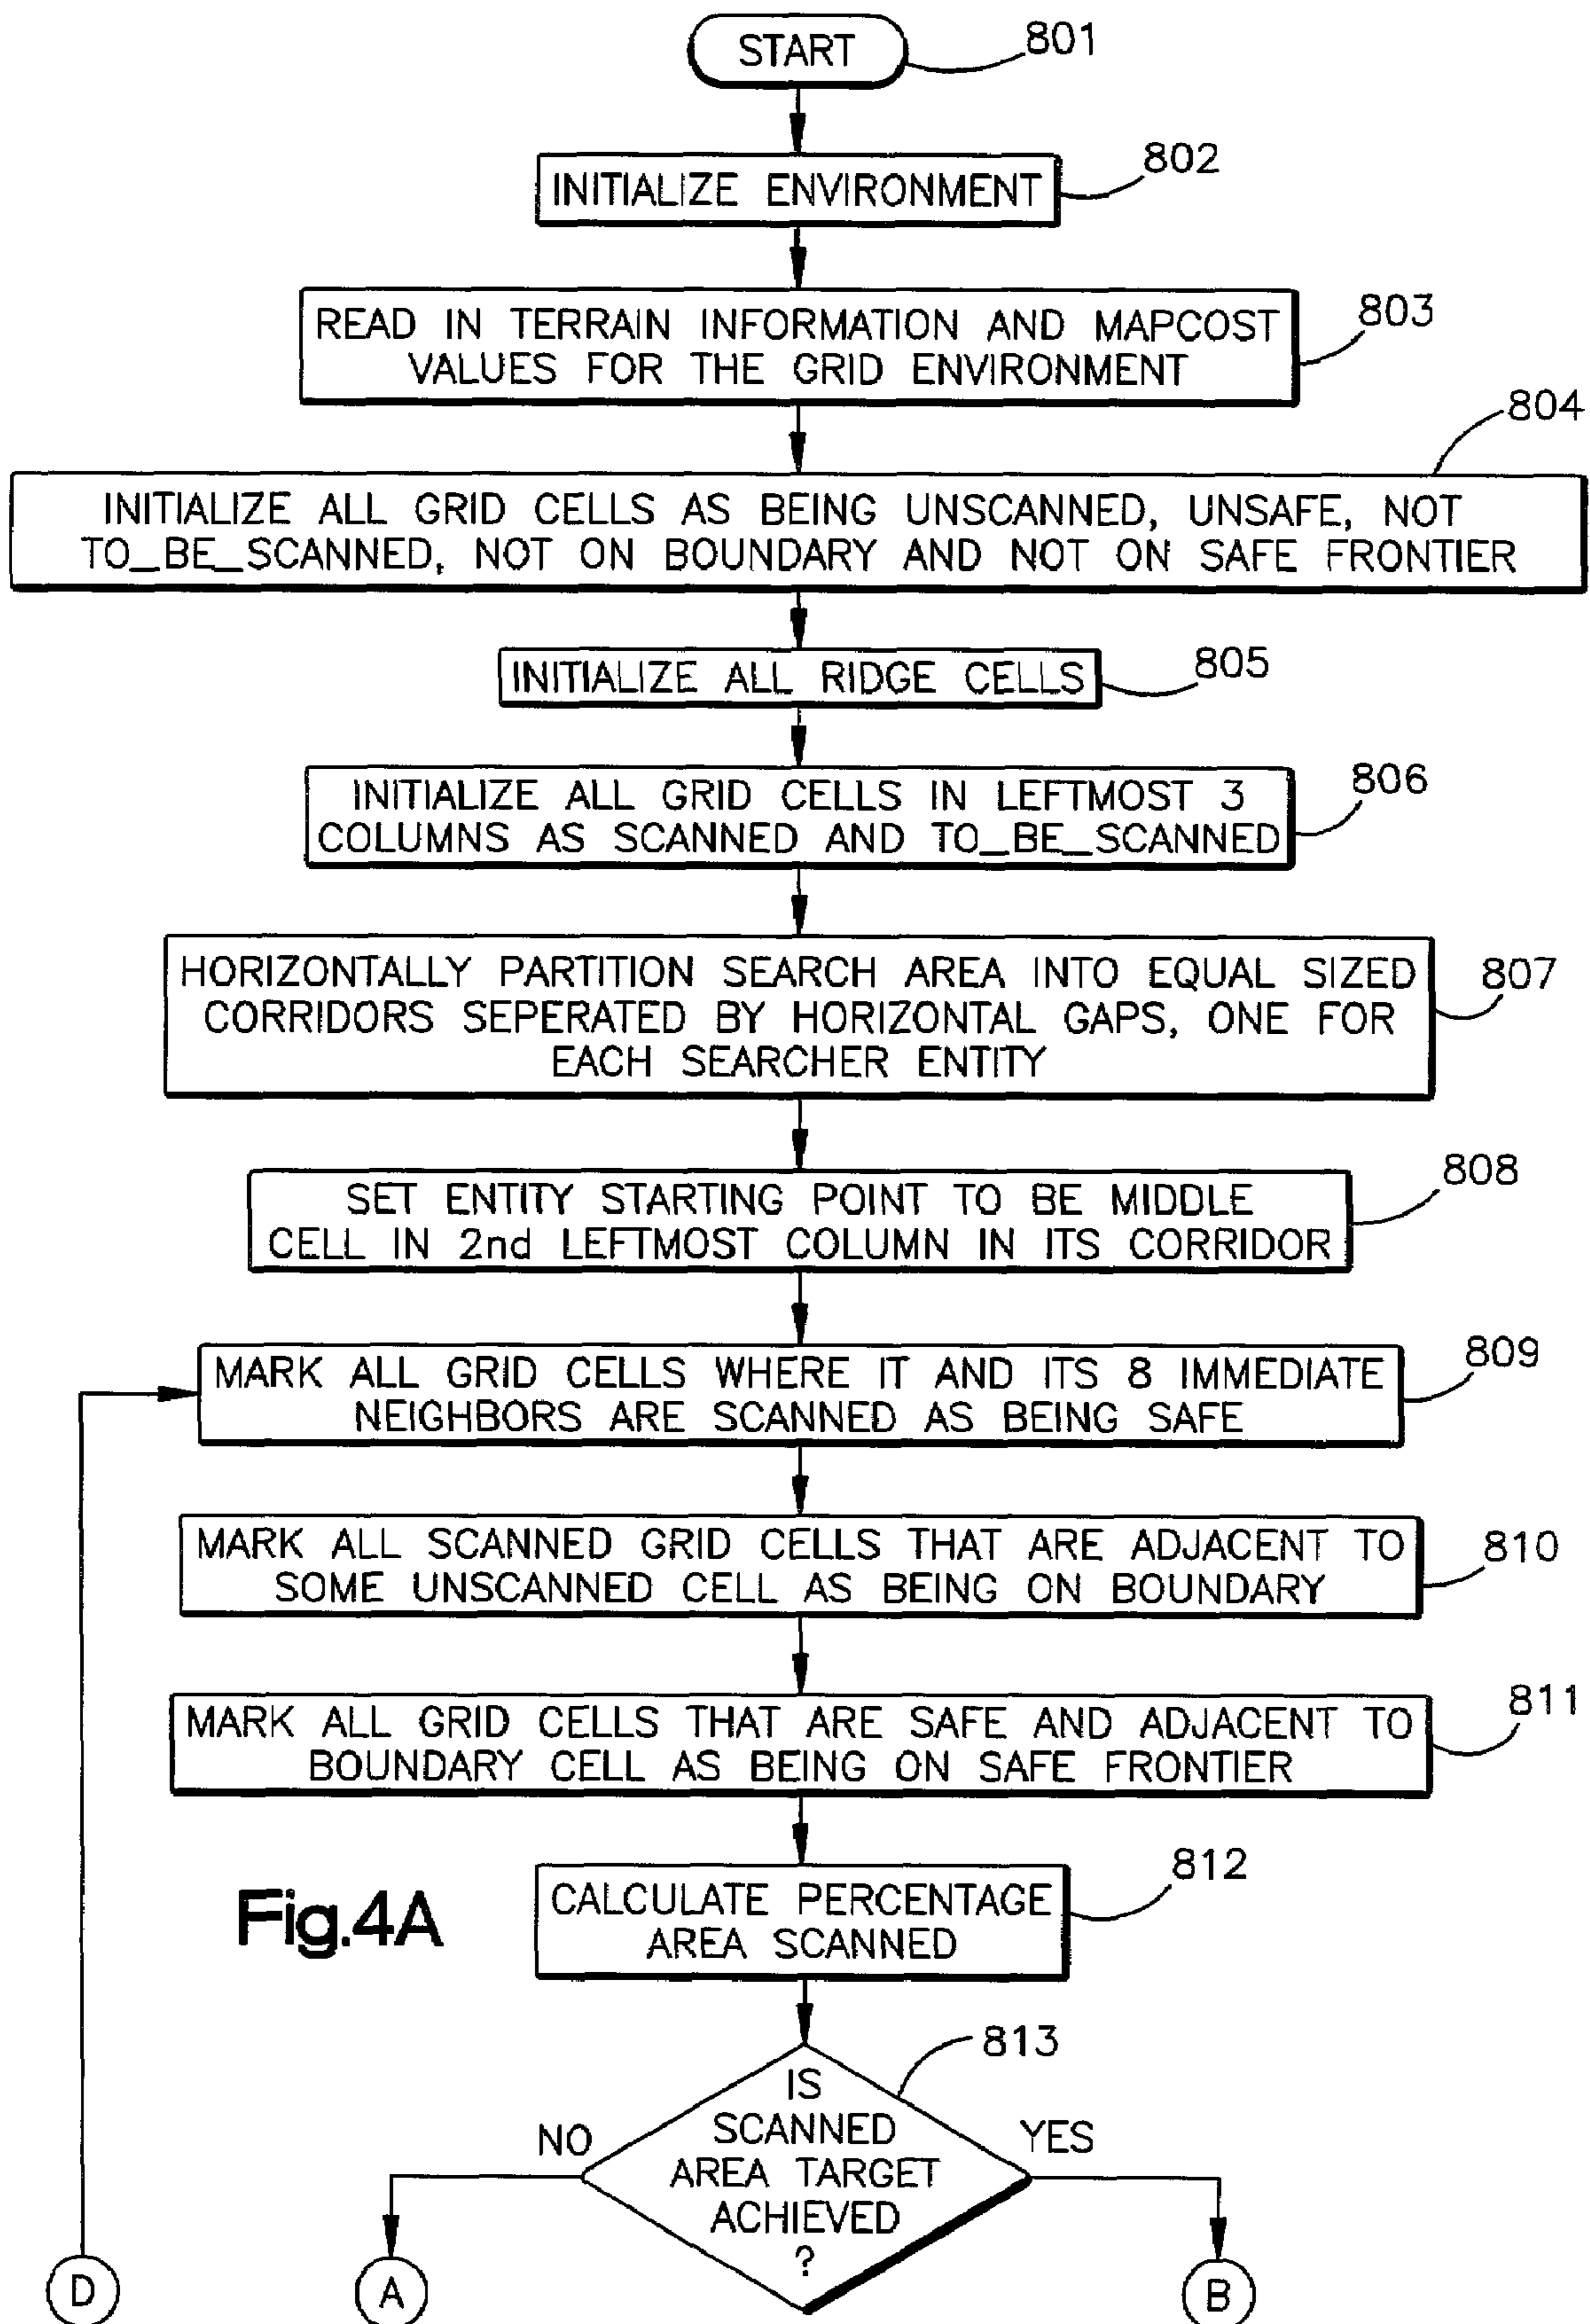 START
801
INITIALIZE ENVIRONMENT
802
READ IN TERRAIN INFORMATION AND MAPCOST
VALUES FOR THE GRID ENVIRONMENT
803
804
INITIALIZE ALL GRID CELLS AS BEING UNSCANNED, UNSAFE, NOT
TO_BE_SCANNED, NOT ON BOUNDARY AND NOT ON SAFE FRONTIER
INITIALIZE ALL RIDGE CELLS
805
INITIALIZE ALL GRID CELLS IN LEFTMOST 3
COLUMNS AS SCANNED AND TO_BE_SCANNED
806
HORIZONTALLY PARTITION SEARCH AREA INTO EQUAL SIZED
CORRIDORS SEPERATED BY HORIZONTAL GAPS, ONE FOR
EACH SEARCHER ENTITY
807
SET ENTITY STARTING POINT TO BE MIDDLE
CELL IN 2nd LEFTMOST COLUMN IN ITS CORRIDOR
808
MARK ALL GRID CELLS WHERE IT AND ITS 8 IMMEDIATE
NEIGHBORS ARE SCANNED AS BEING SAFE
809
MARK ALL SCANNED GRID CELLS THAT ARE ADJACENT TO
SOME UNSCANNED CELL AS BEING ON BOUNDARY
810
MARK ALL GRID CELLS THAT ARE SAFE AND ADJACENT TO
BOUNDARY CELL AS BEING ON SAFE FRONTIER
811
Fig.4A
CALCULATE PERCENTAGE
AREA SCANNED
812
813
IS
SCANNED
AREA TARGET
ACHIEVED
?
NO
YES
D
A
B